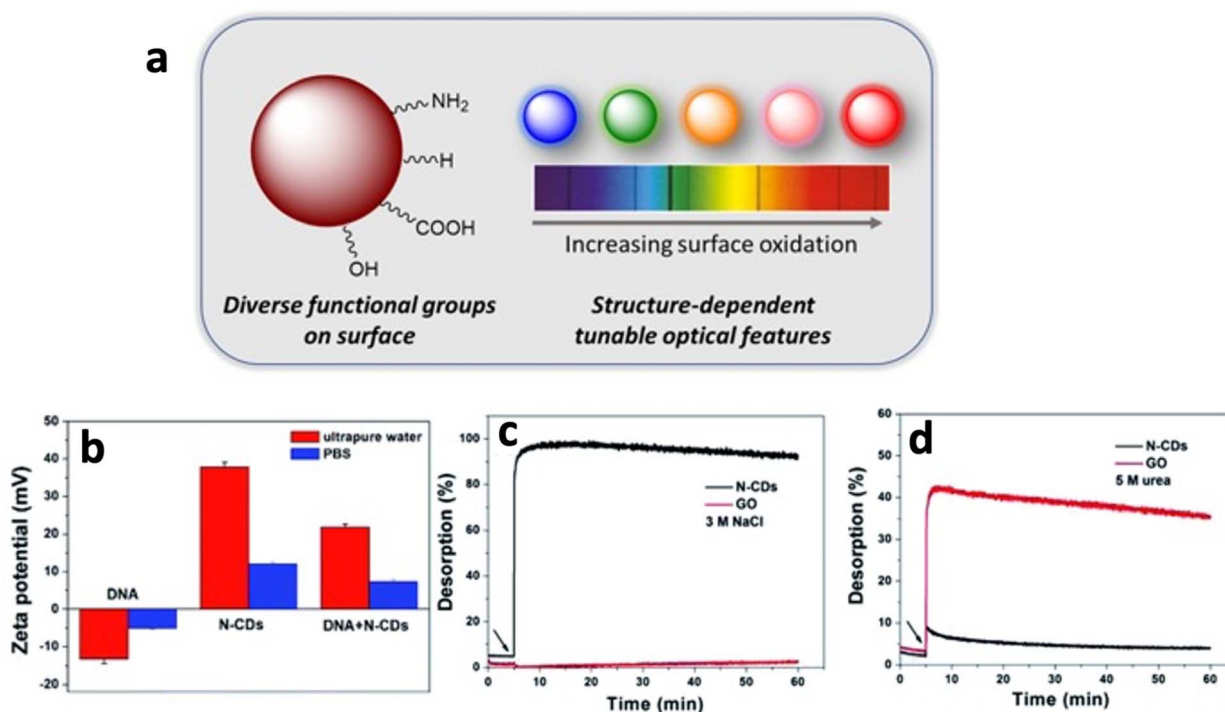 a
NH2
H
COOH
OH
Increasing surface oxidation
Diverse functional groups
on surface
Structure-dependent
tunable optical features
b
50
40
30
20
10
0
-10
-20
Zeta potential (mV)
ultrapure water
PBS
DNA
N-CDs
DNA+N-CDs
c
100
80
60
40
20
0
Desorption (%)
N-CDs
GO
3 M NaCl
0 10 20 30 40 50 60
Time (min)
d
60
50
40
30
20
10
0
Desorption (%)
N-CDs
GO
5 M urea
0 10 20 30 40 50 60
Time (min)